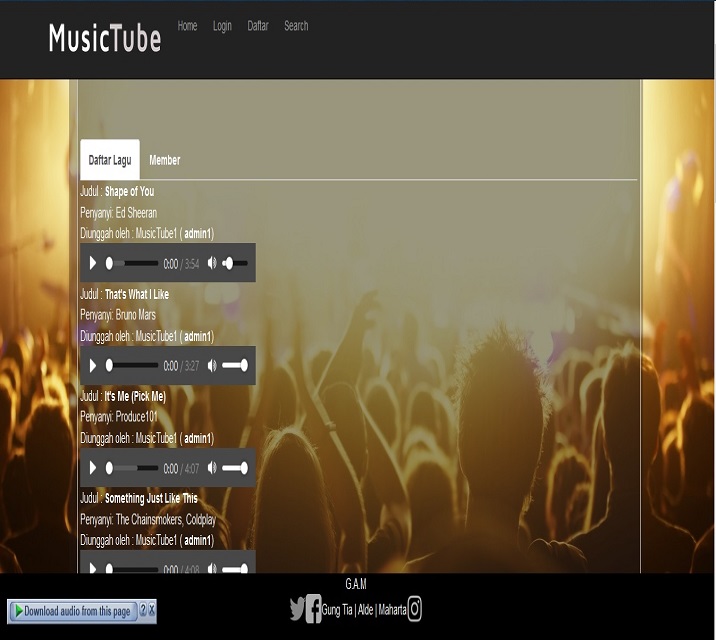 MusicTube
Home Login Daftar Search
Daftar Lagu Member
Judul : Shape of You
Penyanyi: Ed Sheeran
Diunggah oleh : MusicTube1 ( admin1)
0:00 / 3:54
Judul : That's What I Like
Penyanyi: Bruno Mars
Diunggah oleh : MusicTube1 ( admin1)
0:00 / 3:27
Judul : It's Me (Pick Me)
Penyanyi: Produce101
Diunggah oleh : MusicTube1 ( admin1)
0:00 / 4:07
Judul : Something Just Like This
Penyanyi: The Chainsmokers, Coldplay
Diunggah oleh : MusicTube1 ( admin1)
0:00 / 4:08
G.A.M
Gung Tia | Alde | Maharta
Download audio from this page ? X